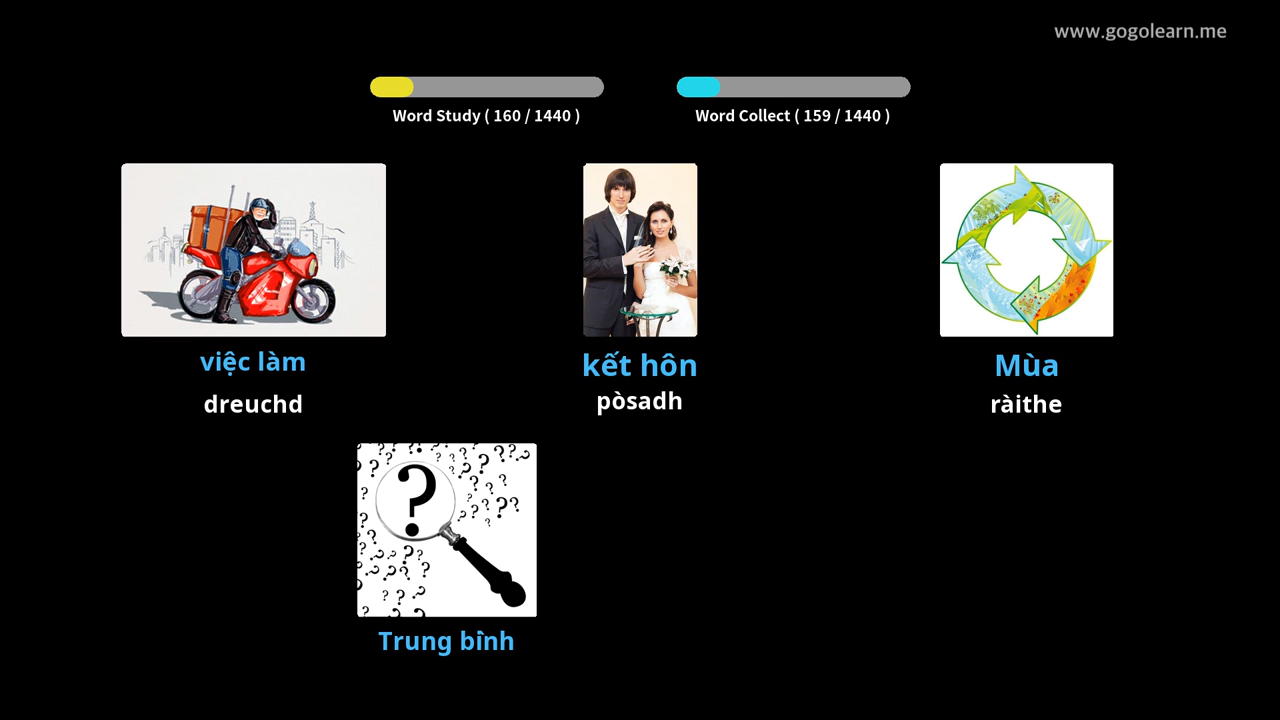 www.gogolearn.me
Word Study ( 160 / 1440 )
Word Collect ( 159 / 1440 )
việc làm
kết hôn
Mùa
dreuchd
pòsadh
ràithe
Trung bình